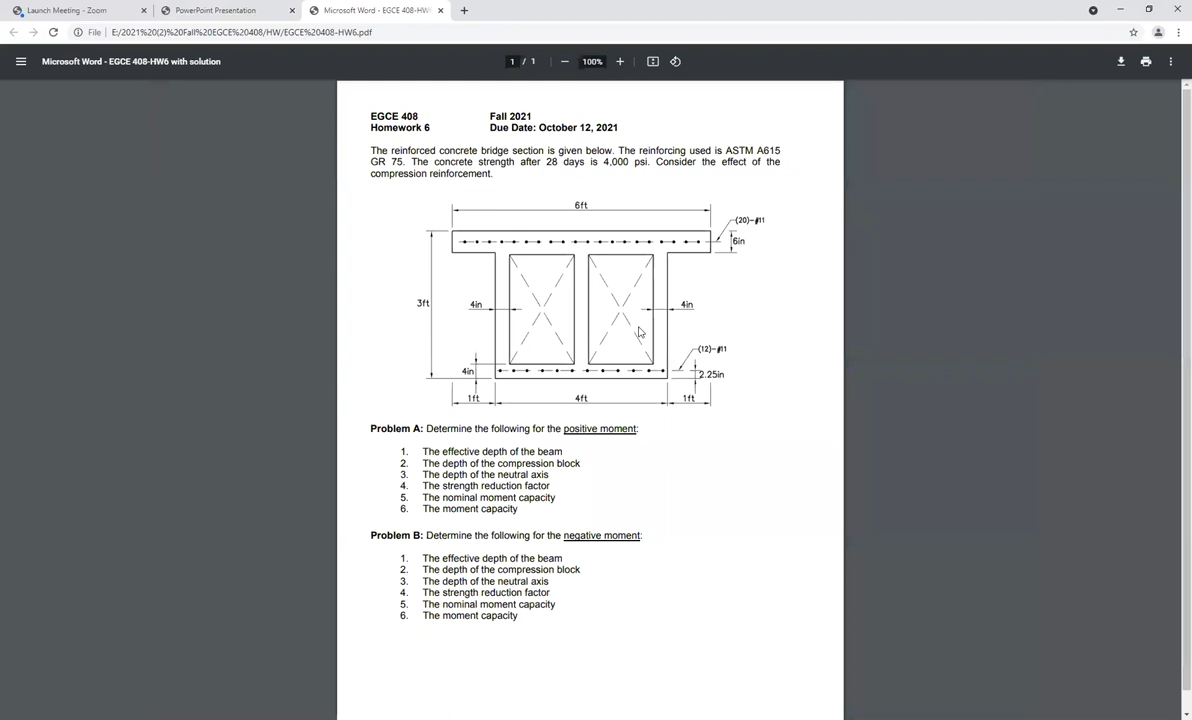 Launch Meeting - Zoom
PowerPoint Presentation
Microsoft Word - EGCE 408-HW
File
E:/2021%20(2)%20Fall%20EGCE%20408/HW/EGCE%20408-HW6.pdf
Microsoft Word - EGCE 408-HW6 with solution
1 / 1
100%
EGCE 408 Fall 2021
Homework 6 Due Date: October 12, 2021
The reinforced concrete bridge section is given below. The reinforcing used is ASTM A615
GR 75. The concrete strength after 28 days is 4,000 psi. Consider the effect of the
compression reinforcement.
6ft
(20)-#11
6in
3ft
4in
4in
(12)-#11
4in
2.25in
1ft
4ft
1ft
Problem A: Determine the following for the positive moment:
1. The effective depth of the beam
2. The depth of the compression block
3. The depth of the neutral axis
4. The strength reduction factor
5. The nominal moment capacity
6. The moment capacity
Problem B: Determine the following for the negative moment:
1. The effective depth of the beam
2. The depth of the compression block
3. The depth of the neutral axis
4. The strength reduction factor
5. The nominal moment capacity
6. The moment capacity